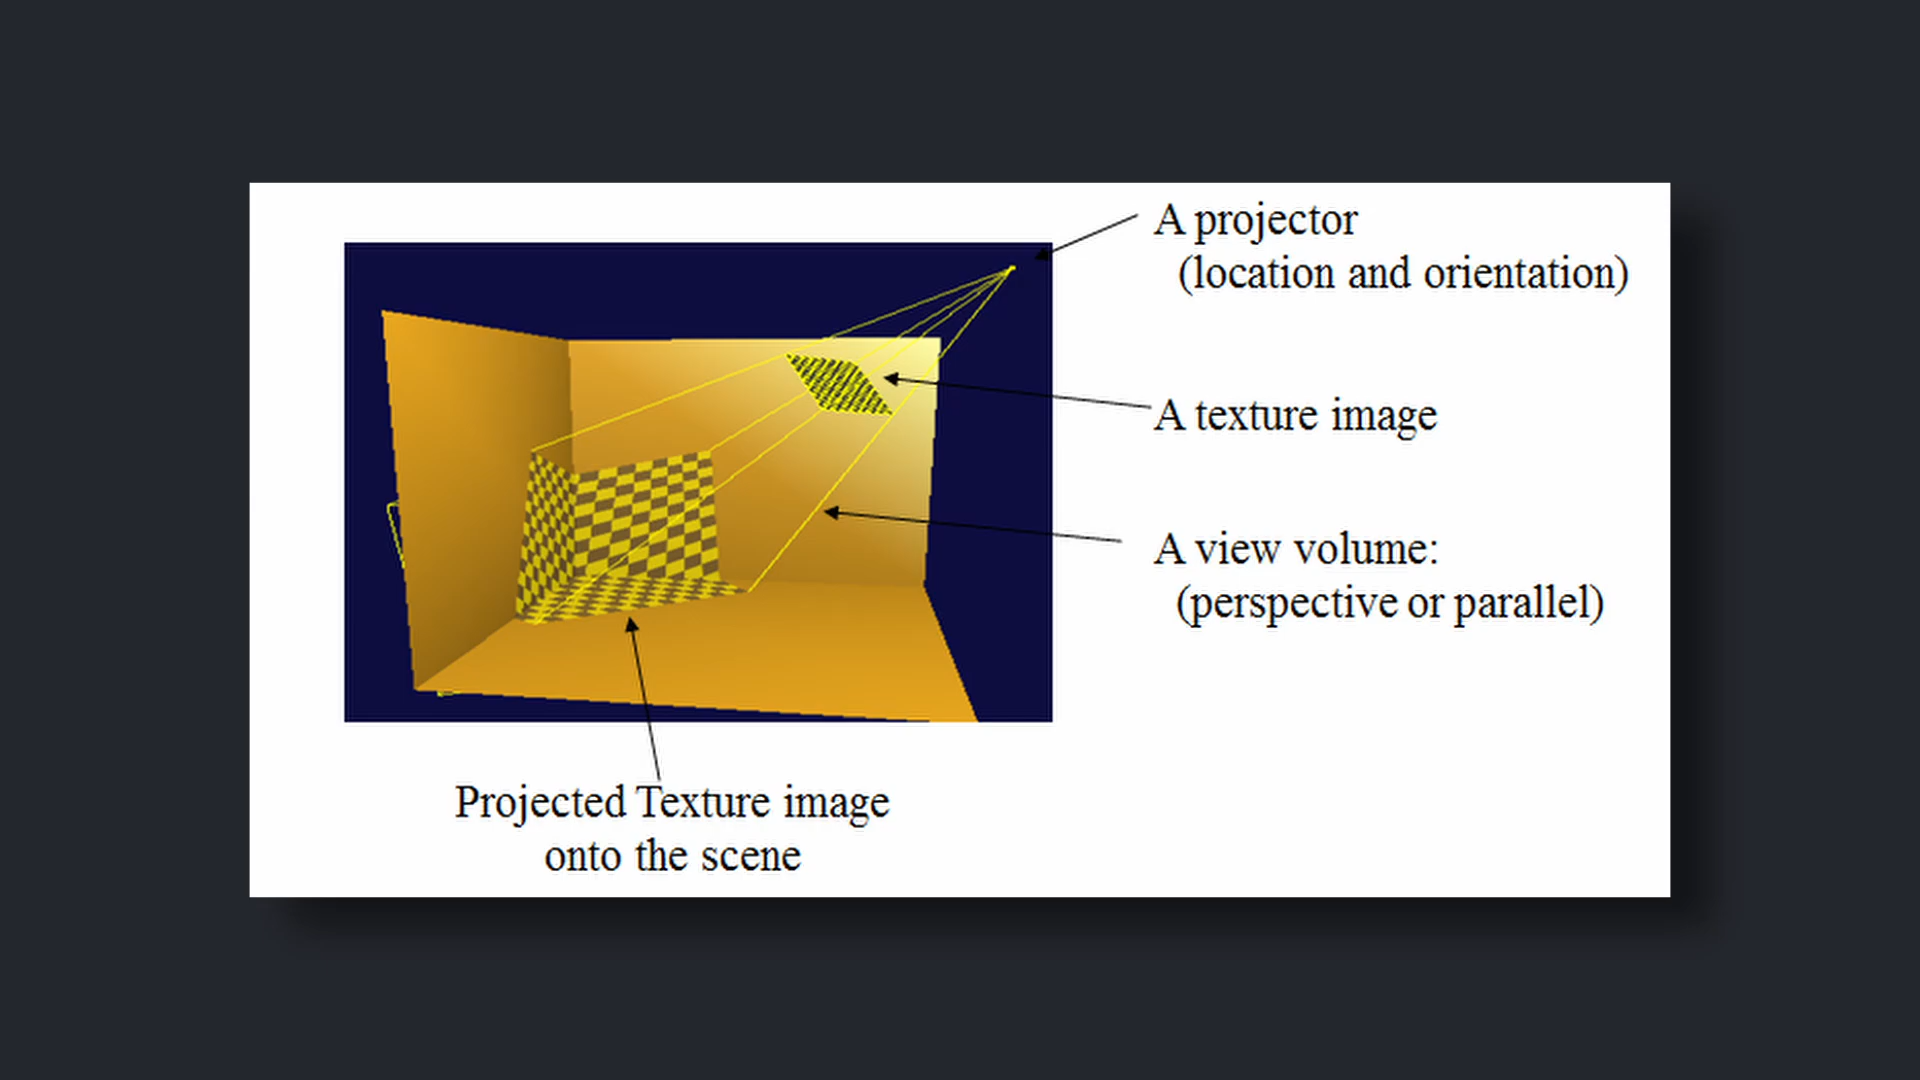 A projector
(location and orientation)
A texture image
A view volume:
(perspective or parallel)
Projected Texture image
onto the scene